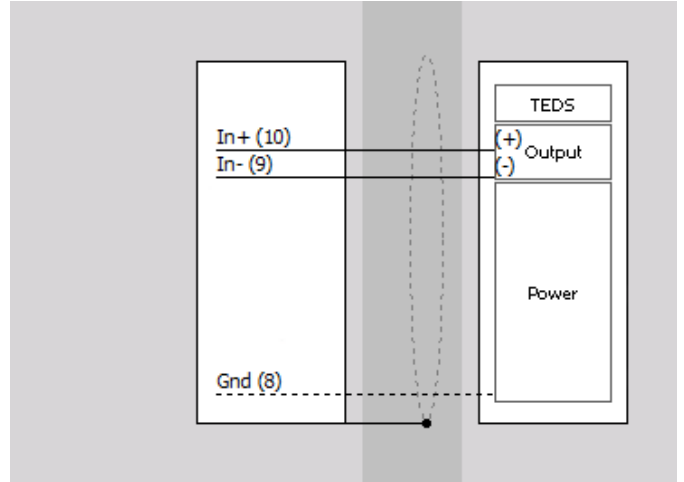 TEDS
In+ (10)
(+)
Output
In- (9)
(-)
Power
Gnd (8)